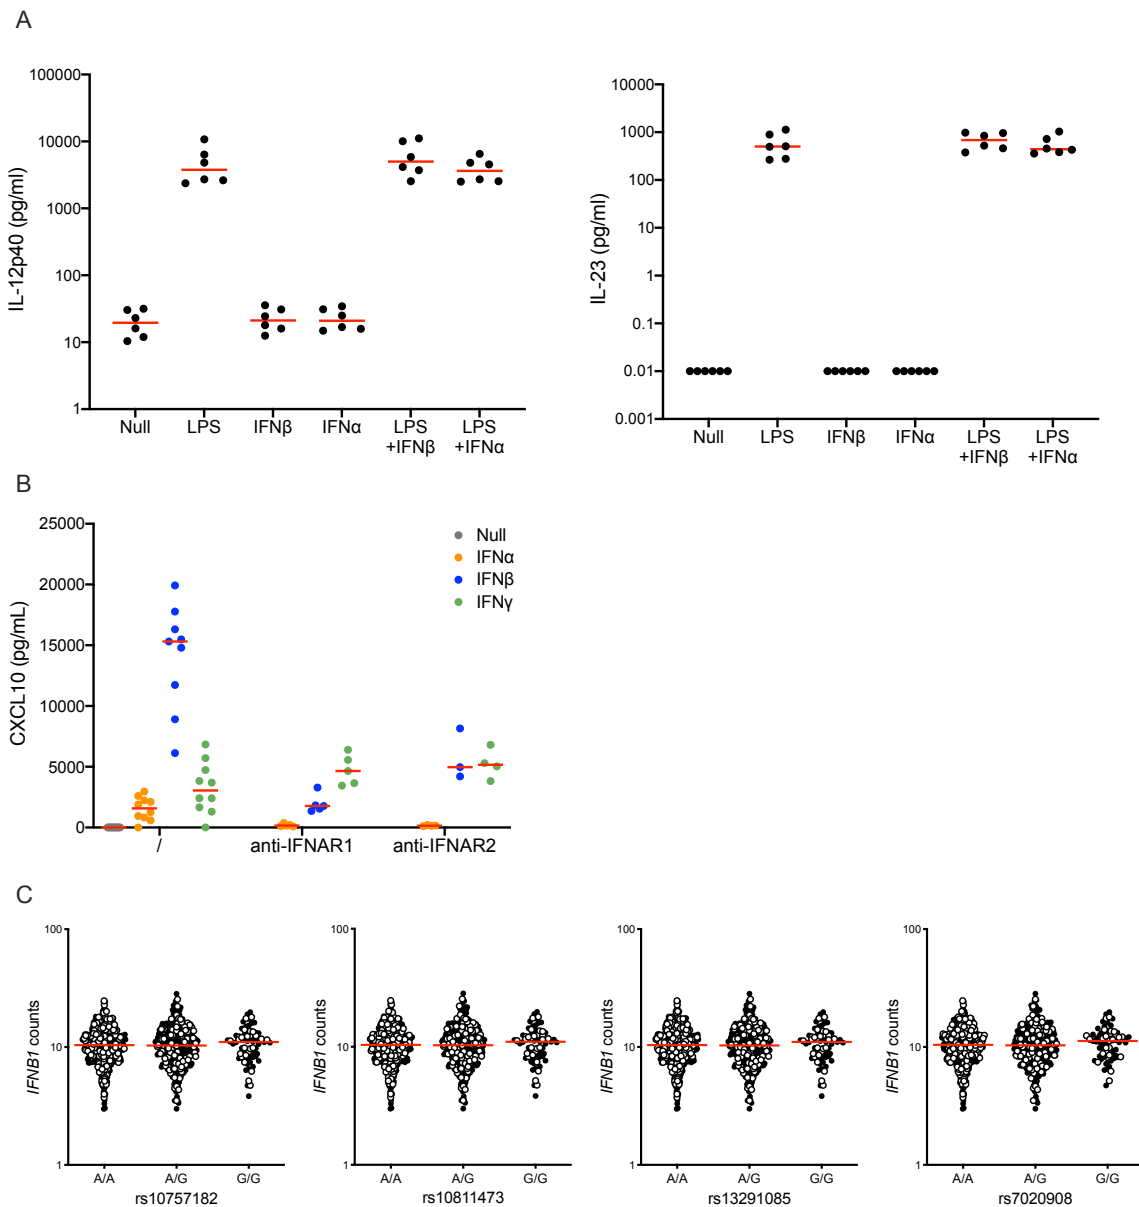 A
IL-12p40 (pg/ml)
100000
10000
1000
100
10
1
Null LPS IFNβ IFNα LPS +IFNβ LPS +IFNα
IL-23 (pg/ml)
10000
1000
100
10
1
0.1
0.01
0.001
Null LPS IFNβ IFNα LPS +IFNβ LPS +IFNα
B
CXCL10 (pg/mL)
25000
20000
15000
10000
5000
0
/ anti-IFNAR1 anti-IFNAR2
Null
IFNα
IFNβ
IFNγ
C
IFNB1 counts
100
10
1
A/A A/G G/G
rs10757182
IFNB1 counts
100
10
1
A/A A/G G/G
rs10811473
IFNB1 counts
100
10
1
A/A A/G G/G
rs13291085
IFNB1 counts
100
10
1
A/A A/G G/G
rs7020908